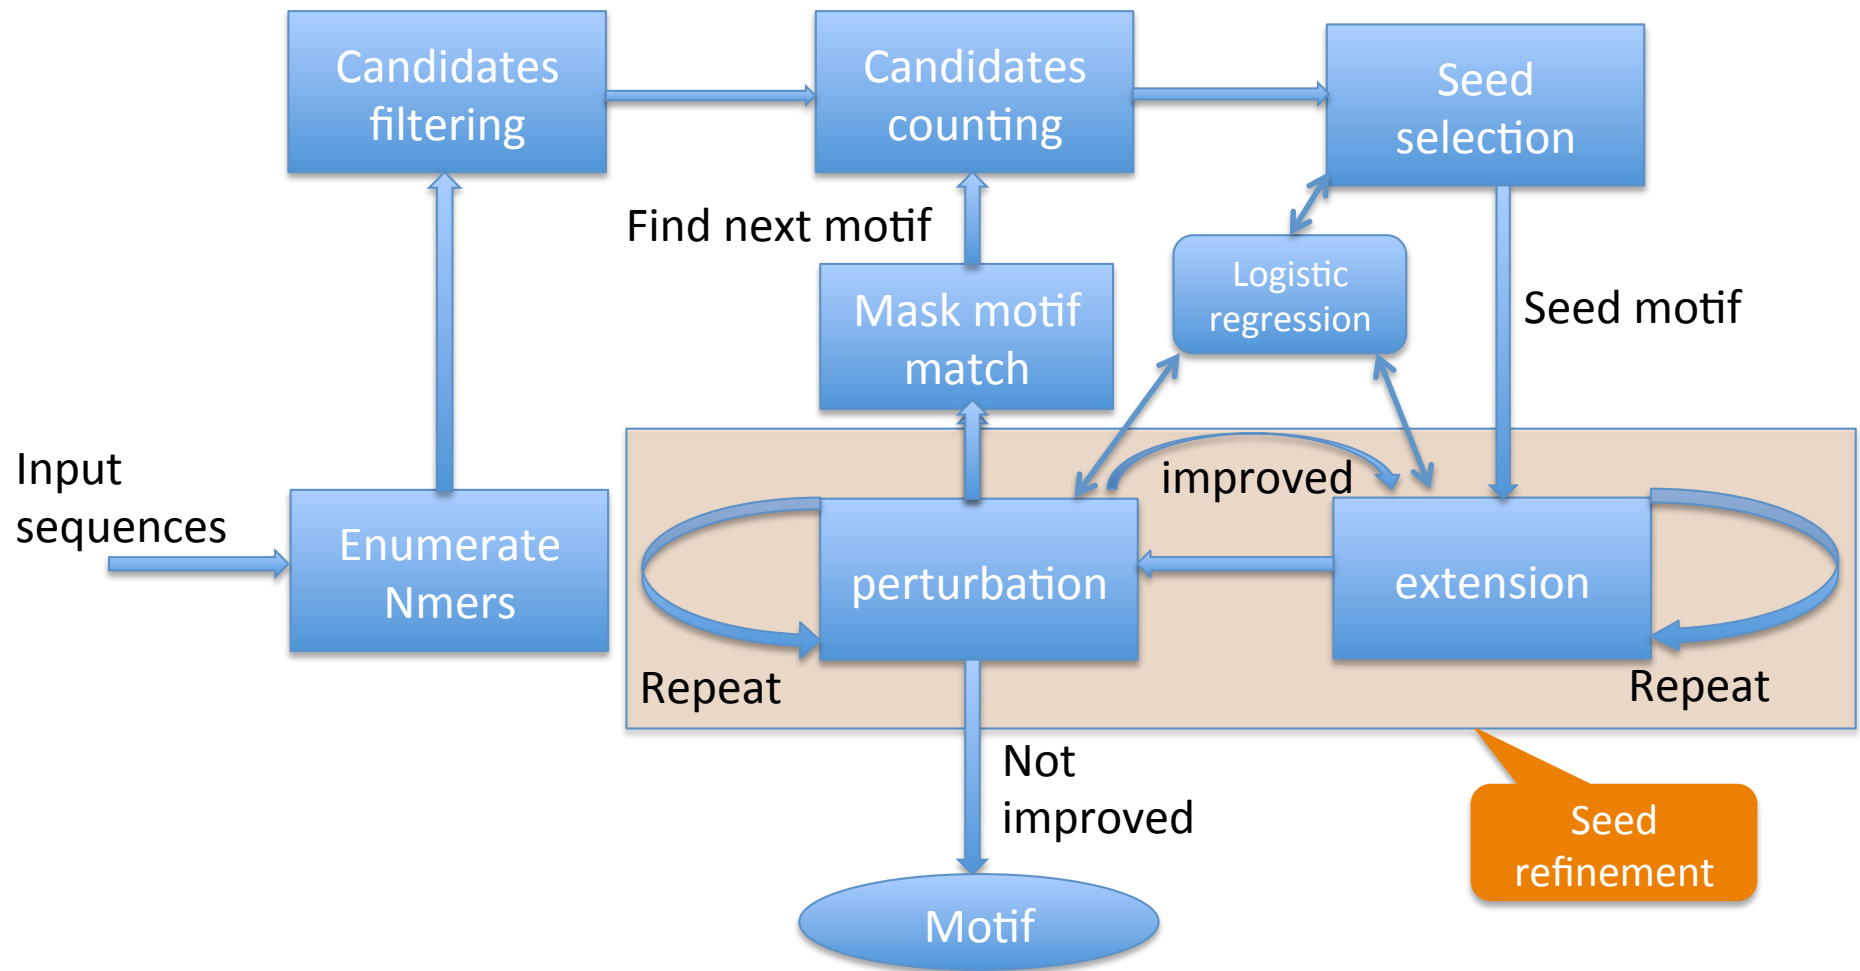 Candidates
filtering
Candidates
counting
Seed
selection
Find next motif
Logistic
regression
Mask motif
match
Seed motif
Input
sequences
improved
Enumerate
Nmers
perturbation
extension
Repeat
Repeat
Not
improved
Seed
refinement
Motif